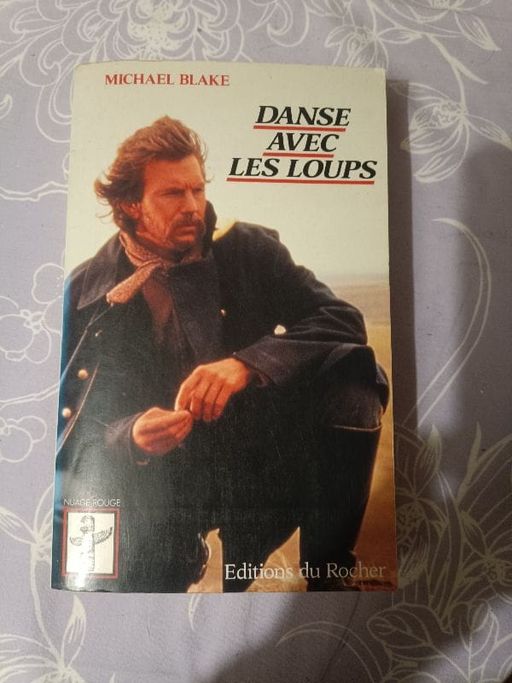 MICHAEL BLAKE
DANSE
AVEC
LES LOUPS
NUAGE ROUGE
Editions du Rocher